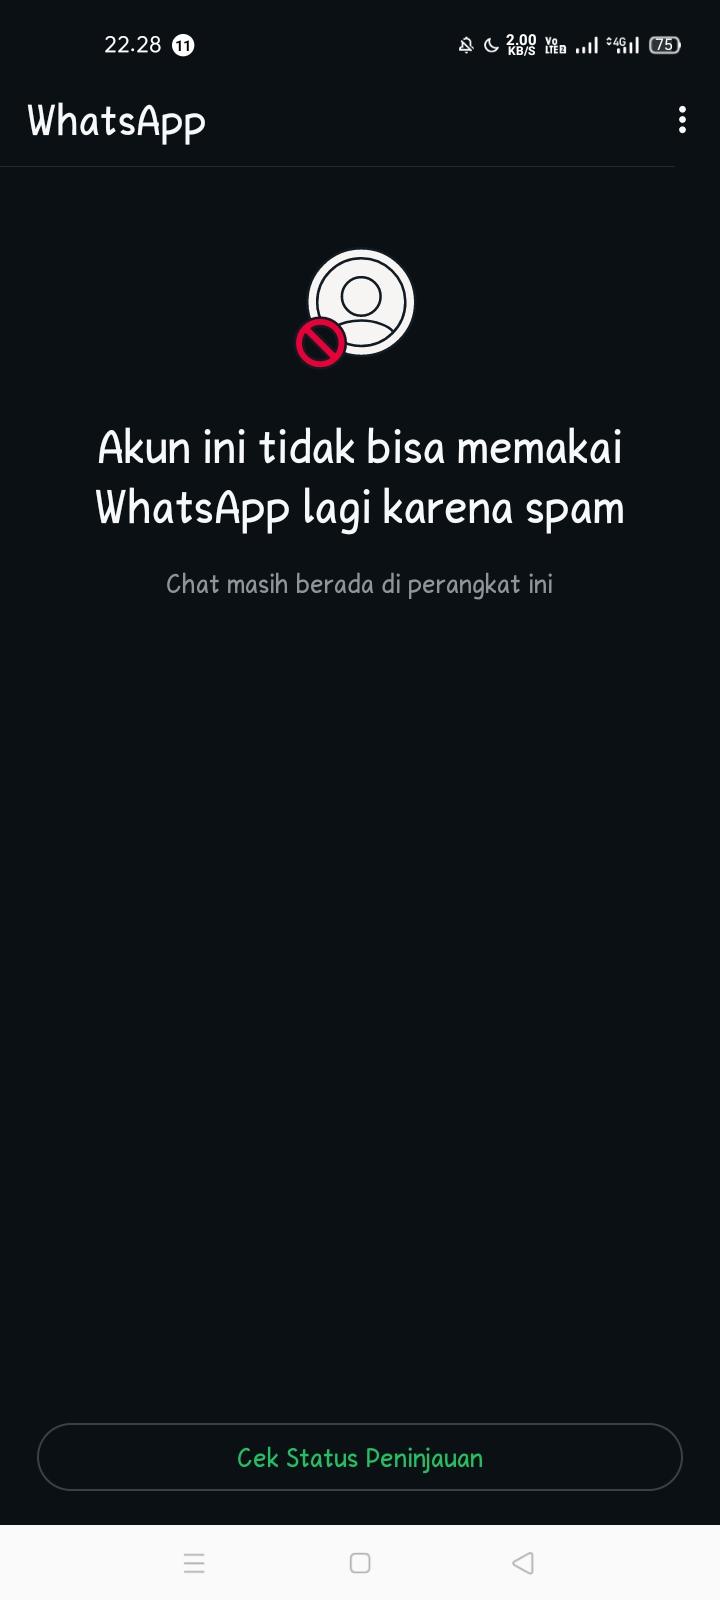 22.28 11 2.00 KB/S Vo LTE 2 4G 75
WhatsApp
Akun ini tidak bisa memakai
WhatsApp lagi karena spam
Chat masih berada di perangkat ini
Cek Status Peninjauan